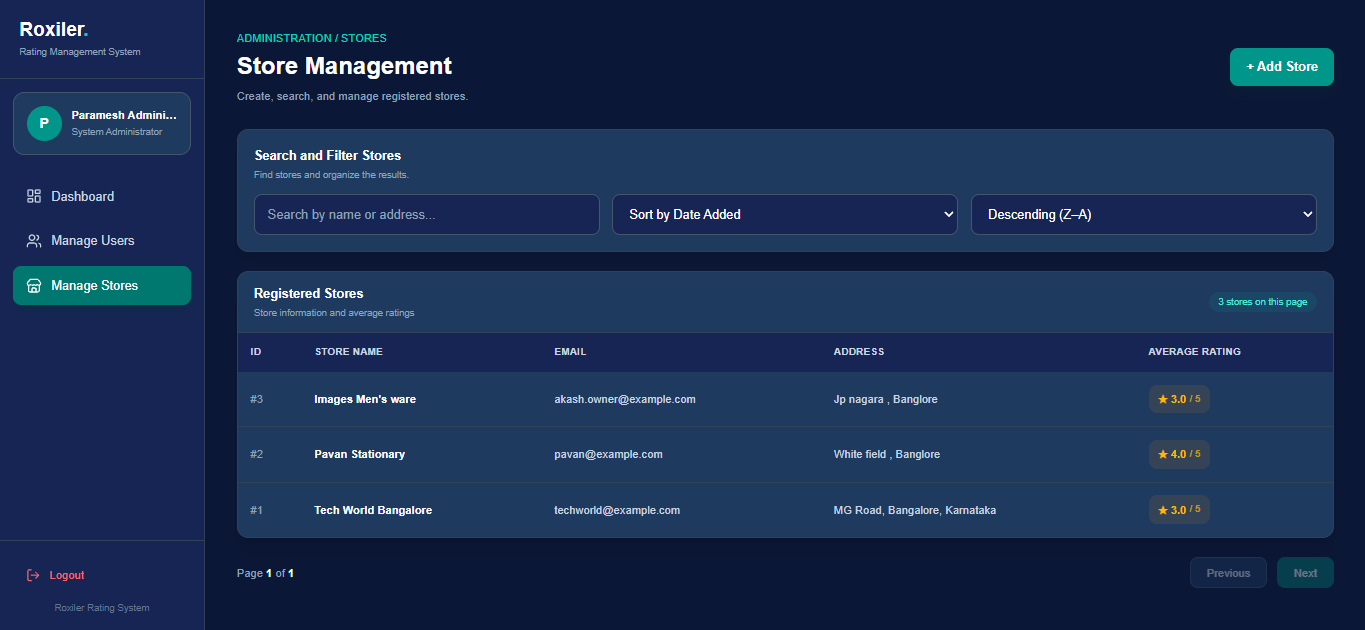 Roxiler.
Rating Management System
P
Paramesh Admini...
System Administrator
Dashboard
Manage Users
Manage Stores
Logout
Roxiler Rating System
ADMINISTRATION / STORES
Store Management
Create, search, and manage registered stores.
+ Add Store
Search and Filter Stores
Find stores and organize the results.
Search by name or address...
Sort by Date Added
Descending (Z–A)
Registered Stores
Store information and average ratings
3 stores on this page
ID STORE NAME EMAIL ADDRESS AVERAGE RATING
#3 Images Men's ware akash.owner@example.com Jp nagara , Banglore ★ 3.0 / 5
#2 Pavan Stationary pavan@example.com White field , Banglore ★ 4.0 / 5
#1 Tech World Bangalore techworld@example.com MG Road, Bangalore, Karnataka ★ 3.0 / 5
Page 1 of 1
Previous
Next